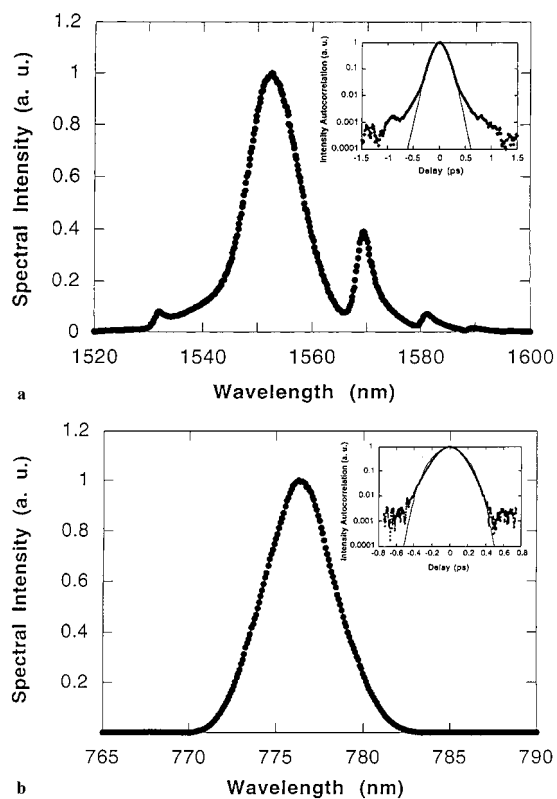 1.2
1
0.8
0.6
0.4
0.2
0
1520 1540 1560 1580 1600
Spectral Intensity (a. u.)
Wavelength (nm)
Intensity Autocorrelation (a. u.)
1
0.1
0.01
0.001
0.0001
-1.5 -1 -0.5 0 0.5 1 1.5
Delay (ps)
a
1.2
1
0.8
0.6
0.4
0.2
765 770 775 780 785 790
Spectral Intensity (a. u.)
Wavelength (nm)
Intensity Autocorrelation (a. u.)
1
0.1
0.01
0.001
0.0001
-0.8 -0.6 -0.4 -0.2 0 0.2 0.4 0.6 0.8
Delay (ps)
b